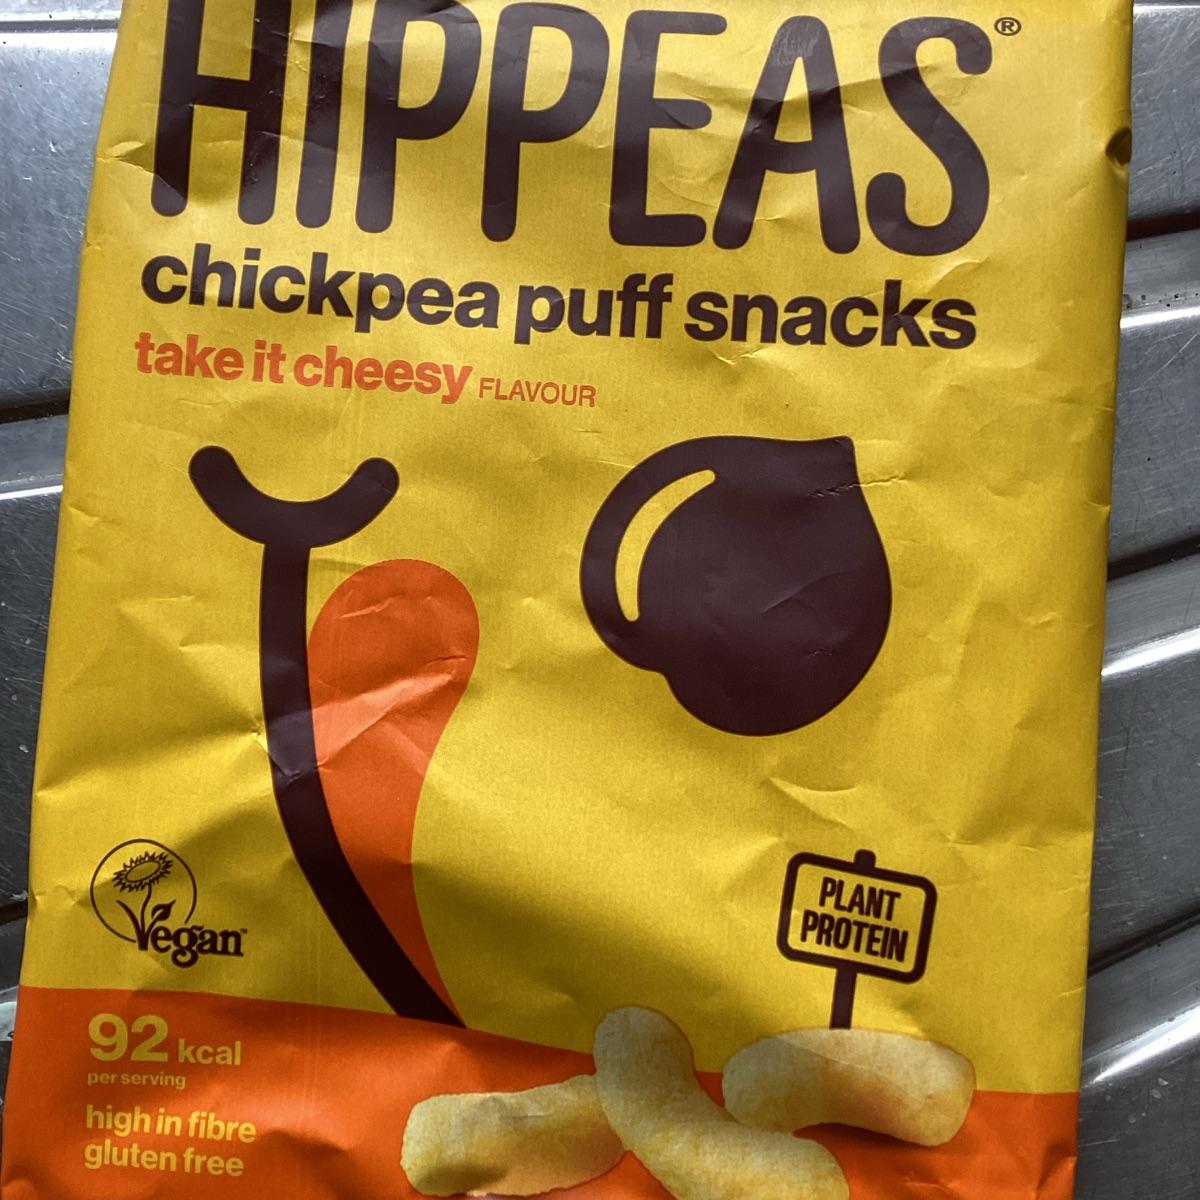 HIPPEAS®
chickpea puff snacks
take it cheesy FLAVOUR
Vegan™
PLANT
PROTEIN
92 kcal
per serving
high in fibre
gluten free